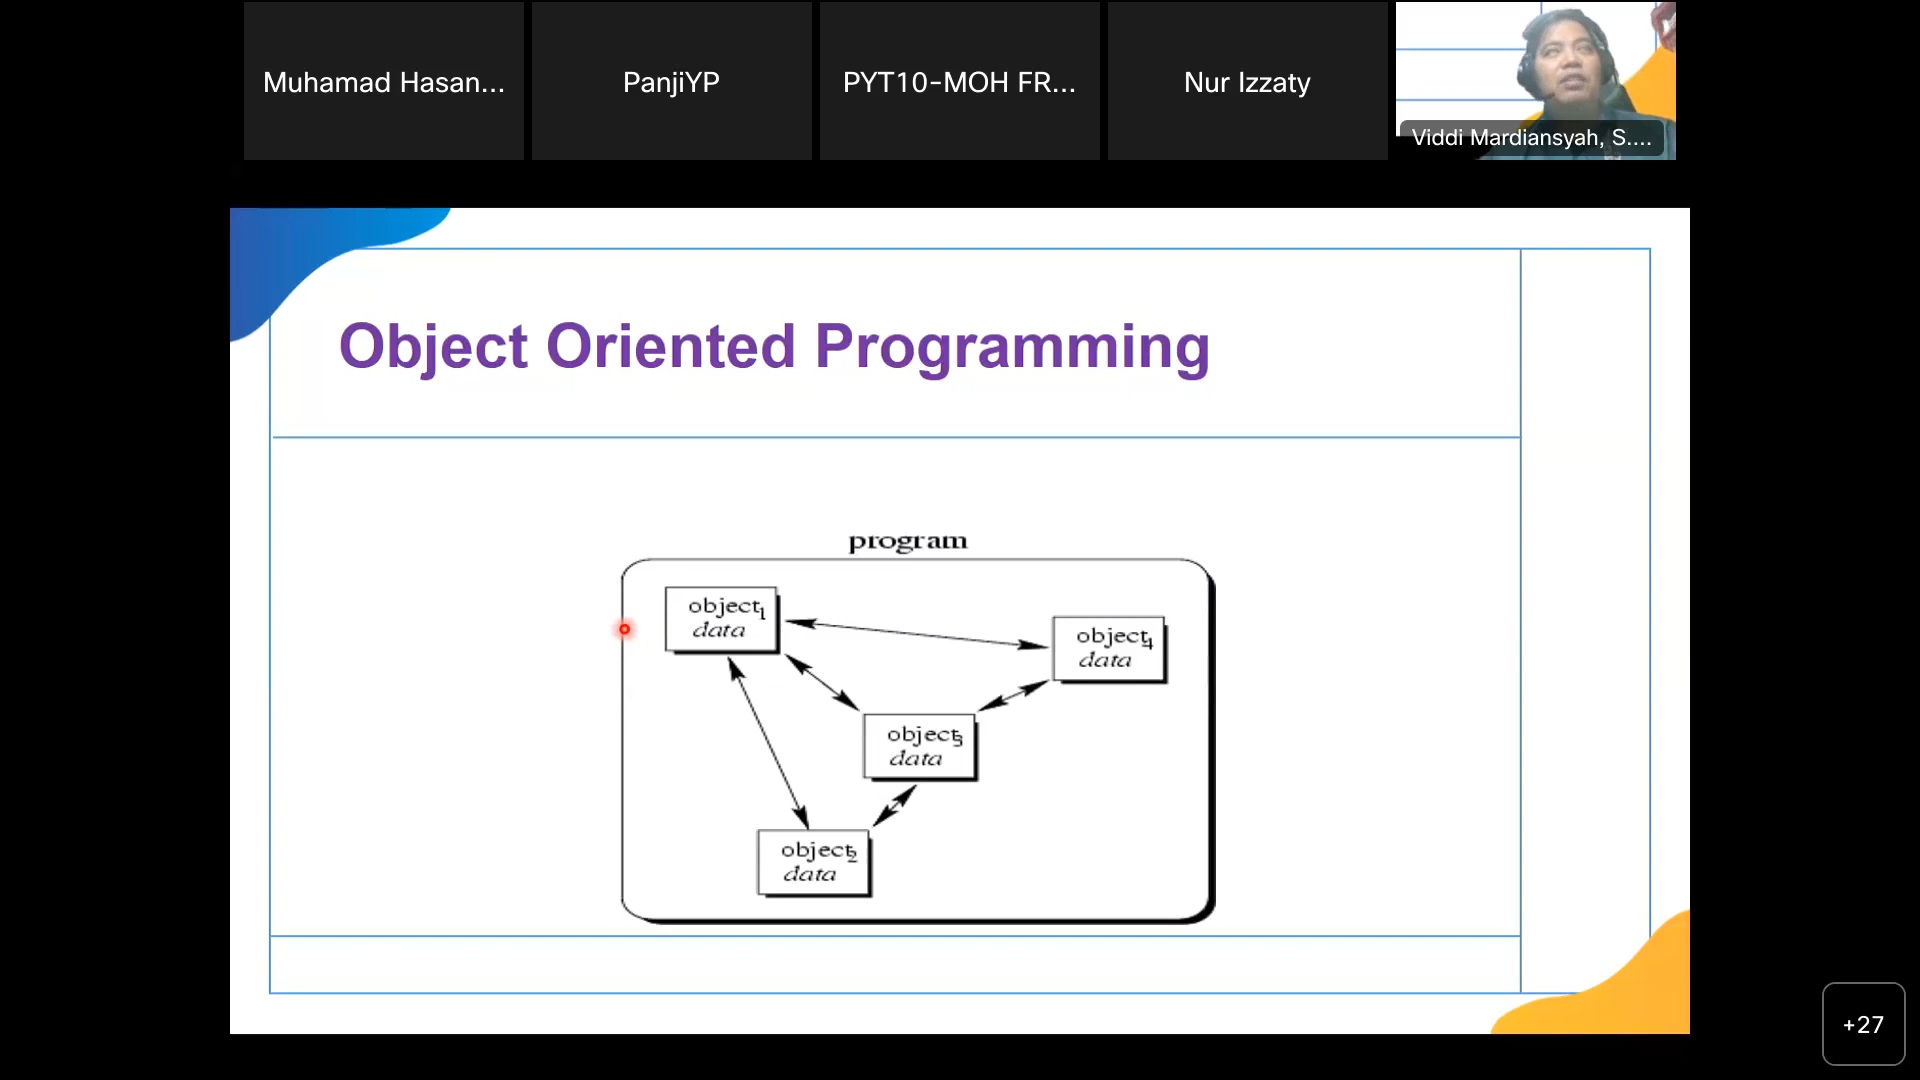 Muhamad Hasan...
PanjiYP
PYT10-MOH FR...
Nur Izzaty
Viddi Mardiansyah, S....
Object Oriented Programming
program
object1
data
object4
data
object3
data
object2
data
+27